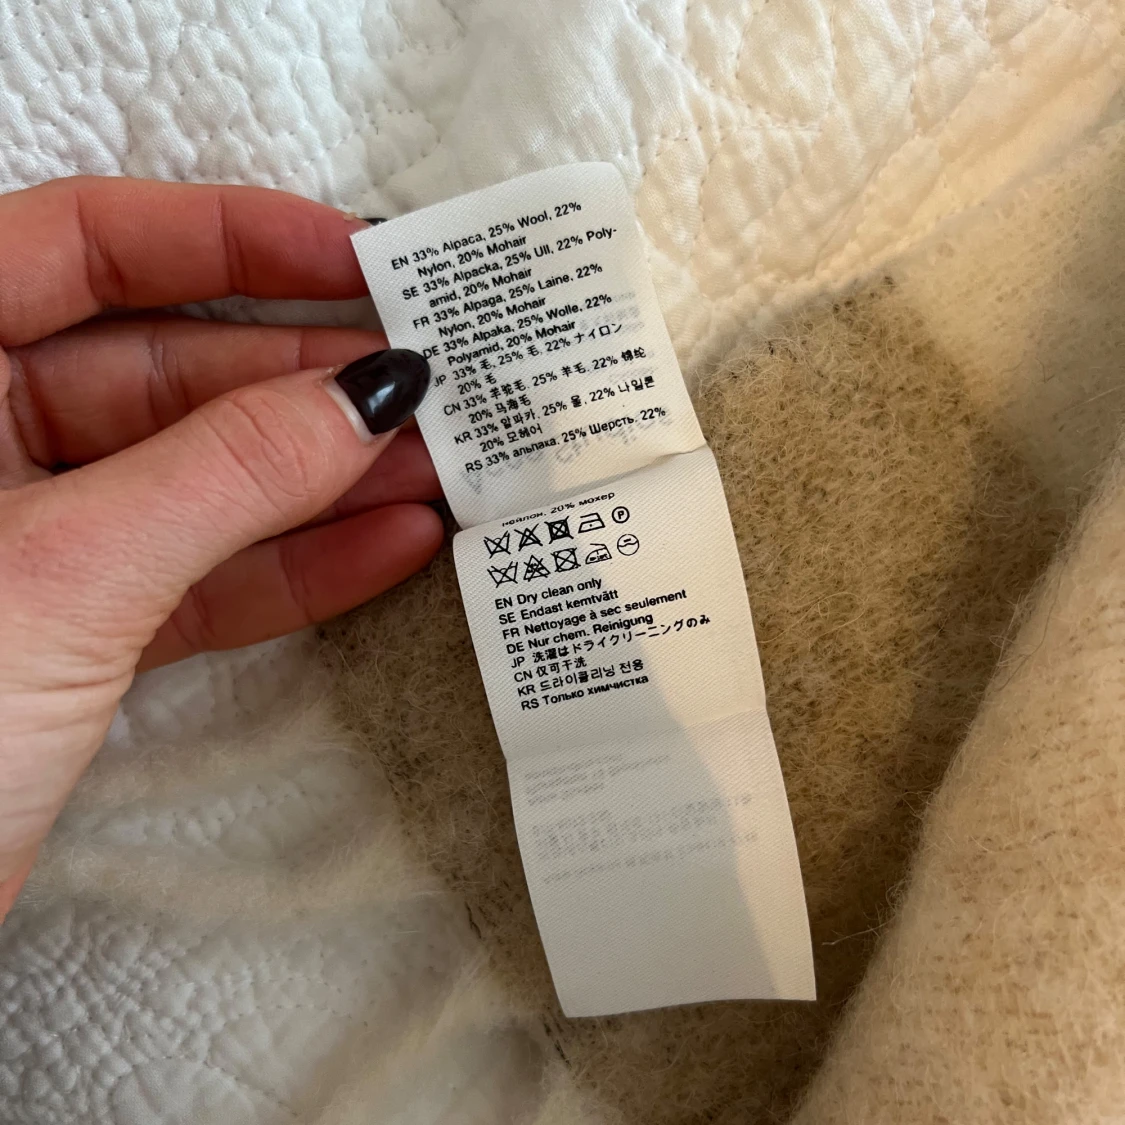 EN 33% Alpaca, 25% Wool, 22%
Nylon, 20% Mohair
SE 33% Alpacka, 25% Ull, 22% Poly-
amid, 20% Mohair
FR 33% Alpaga, 25% Laine, 22%
Nylon, 20% Mohair
DE 33% Alpaka, 25% Wolle, 22%
Polyamid, 20% Mohair
JP 33% 毛, 25% 毛, 22% ナイロン
20% 毛
CN 33% 羊驼毛, 25% 羊毛, 22% 锦纶
20% 马海毛
KR 33% 알파카, 25% 울, 22% 나일론
20% 모헤어
RS 33% альпака, 25% Шерсть, 22%
нейлон, 20% мохер
P
EN Dry clean only
SE Endast kemtvätt
FR Nettoyage à sec seulement
DE Nur chem. Reinigung
JP 洗濯はドライクリーニングのみ
CN 仅可干洗
KR 드라이클리닝 전용
RS Только химчистка